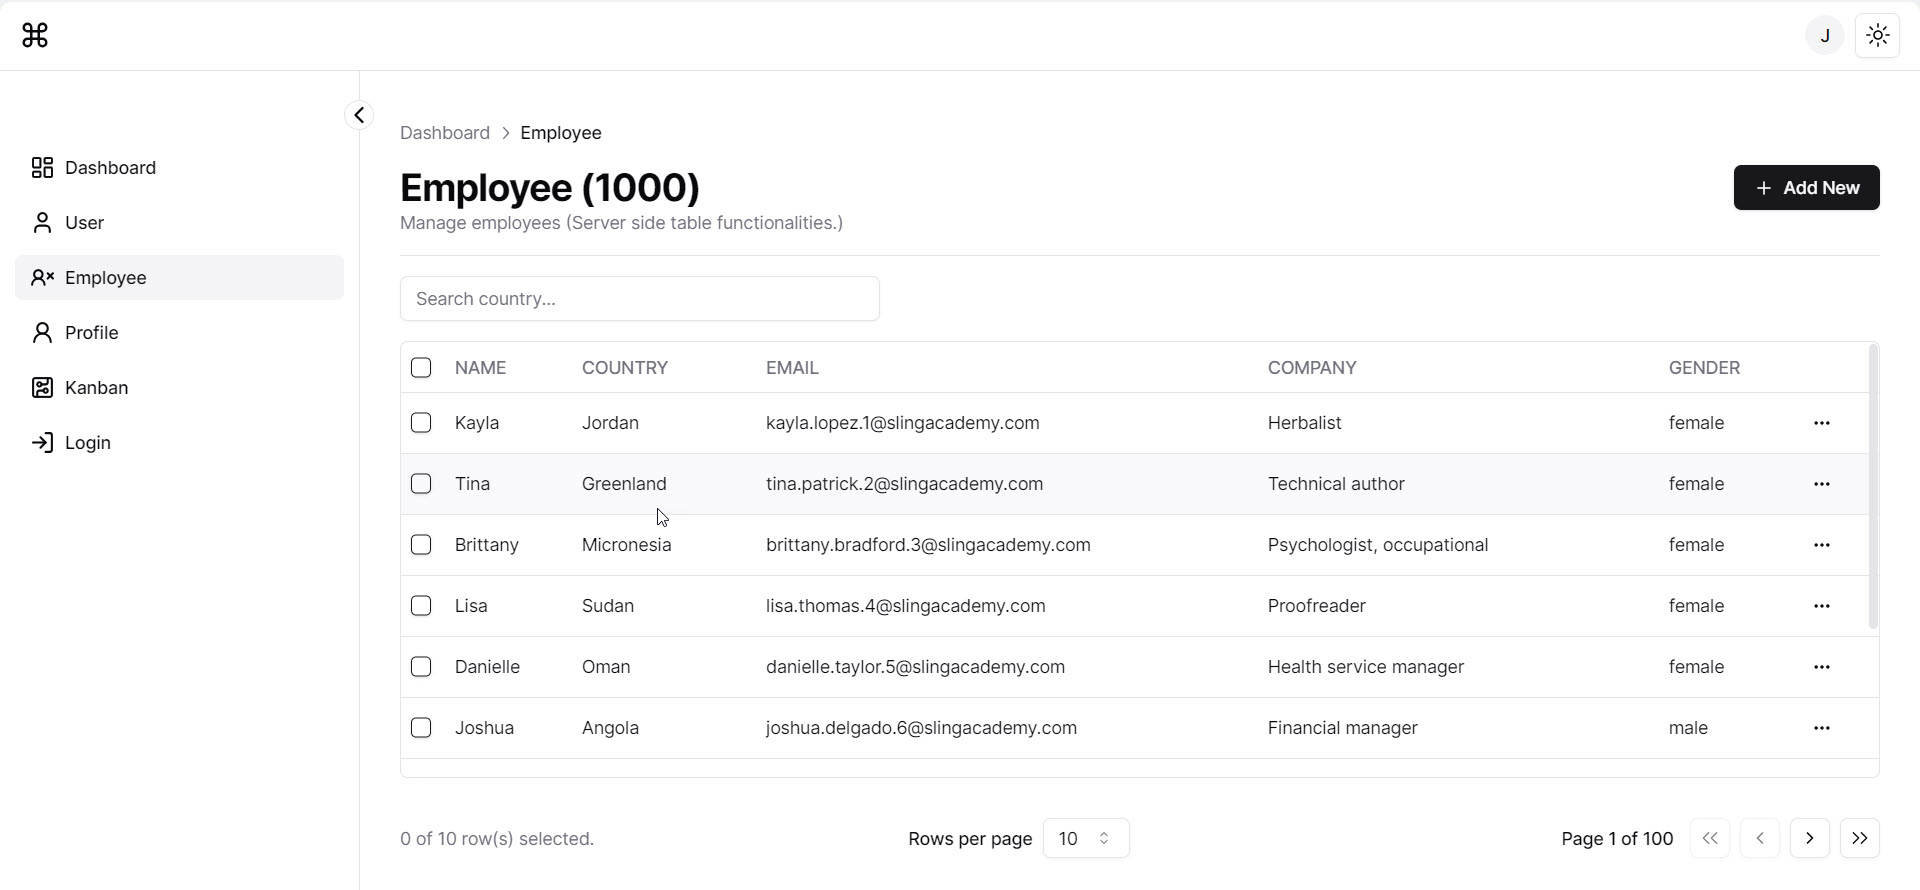 J
Dashboard
User
Employee
Profile
Kanban
Login
Dashboard > Employee
Employee (1000)
Manage employees (Server side table functionalities.)
+ Add New
Search country...
NAME COUNTRY EMAIL COMPANY GENDER
Kayla Jordan kayla.lopez.1@slingacademy.com Herbalist female ...
Tina Greenland tina.patrick.2@slingacademy.com Technical author female ...
Brittany Micronesia brittany.bradford.3@slingacademy.com Psychologist, occupational female ...
Lisa Sudan lisa.thomas.4@slingacademy.com Proofreader female ...
Danielle Oman danielle.taylor.5@slingacademy.com Health service manager female ...
Joshua Angola joshua.delgado.6@slingacademy.com Financial manager male ...
0 of 10 row(s) selected. Rows per page 10 Page 1 of 100